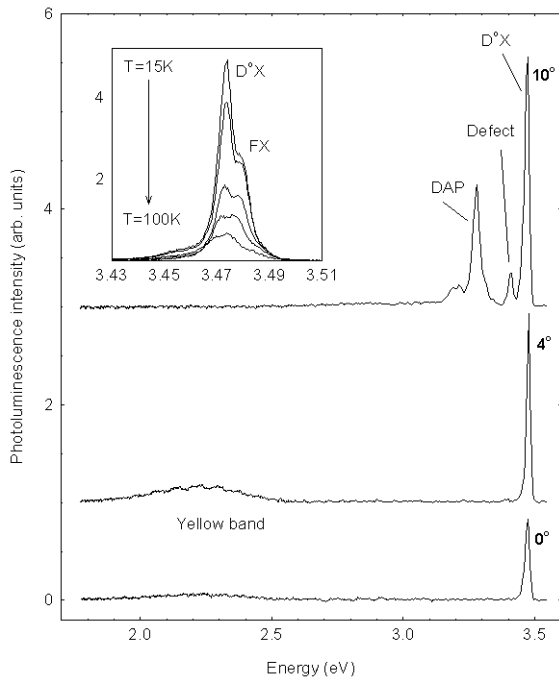 6
T=15K
D°X
4
FX
2
T=100K
3.43
3.45
3.47
3.49
3.51
D°X
10°
Defect
DAP
4
Photoluminescence intensity (arb. units)
4°
2
Yellow band
0°
0
2.0
2.5
3.0
3.5
Energy (eV)